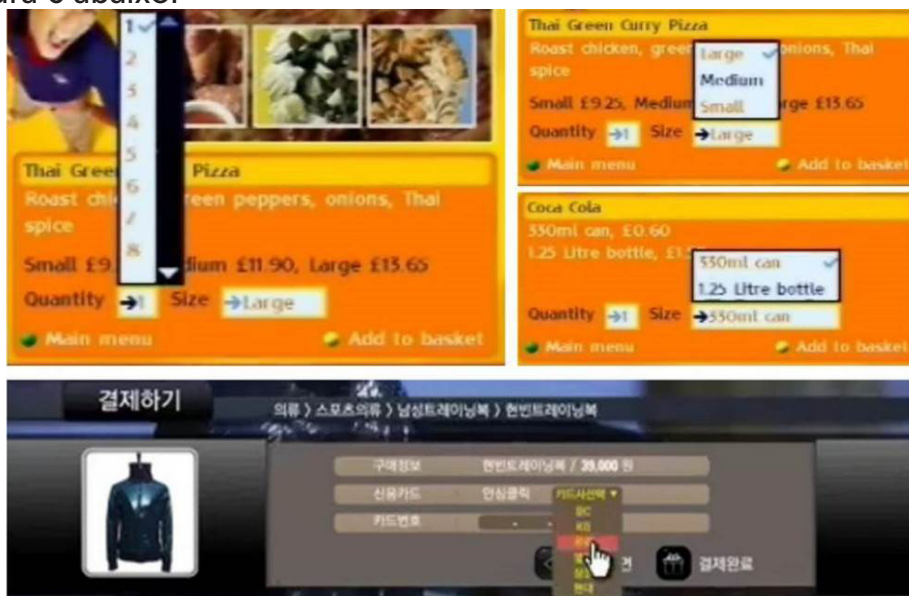 1
2
3
4
5
6
7
8
Thai Gree Pizza
Roast chi reen peppers, onions, Thai
spice
Small £9. dium £11.90, Large £13.65
Quantity 1 Size Large
Main menu Add to basket
Thai Green Curry Pizza
Roast chicken, green onions, Thai
spice
Large
Medium
Small
Small £9.25, Medium rge £13.65
Quantity 1 Size Large
Main menu Add to basket
Coca Cola
330ml can, £0.60
1.25 Litre bottle, £1.
330ml can
1.25 Litre bottle
Quantity 1 Size 330ml can
Main menu Add to basket
결제하기
의류 > 스포츠의류 > 남성트레이닝복 > 현빈트레이닝복
구매정보 현빈트레이닝복 / 39,000 원
신용카드 안심클릭 카드사선택
BC
KB
카드번호 - -
현대
결제완료